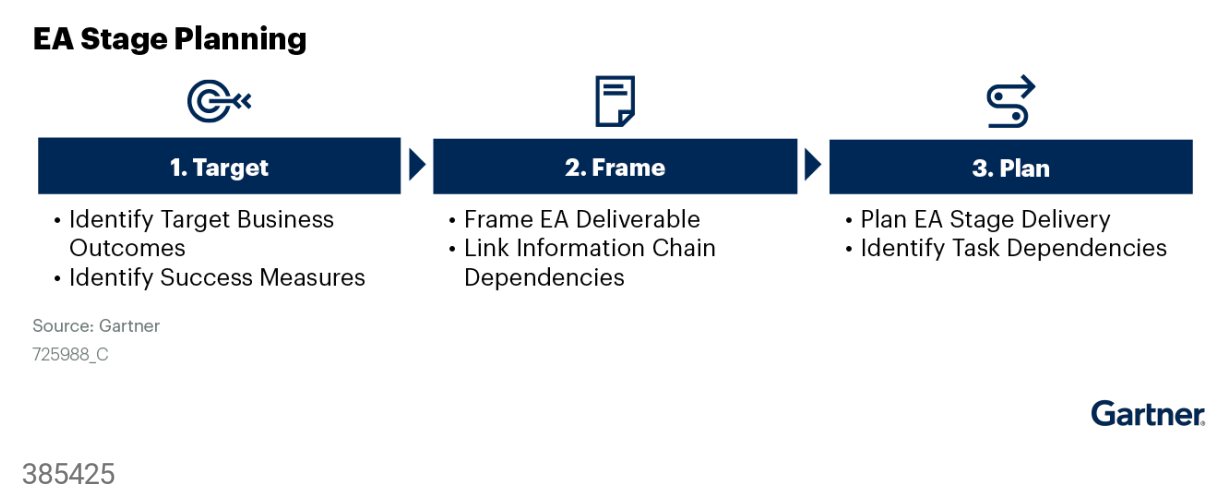 EA Stage Planning
1. Target
• Identify Target Business
Outcomes
• Identify Success Measures
2. Frame
• Frame EA Deliverable
• Link Information Chain
Dependencies
3. Plan
• Plan EA Stage Delivery
• Identify Task Dependencies
Source: Gartner
725988_C
Gartner®
385425